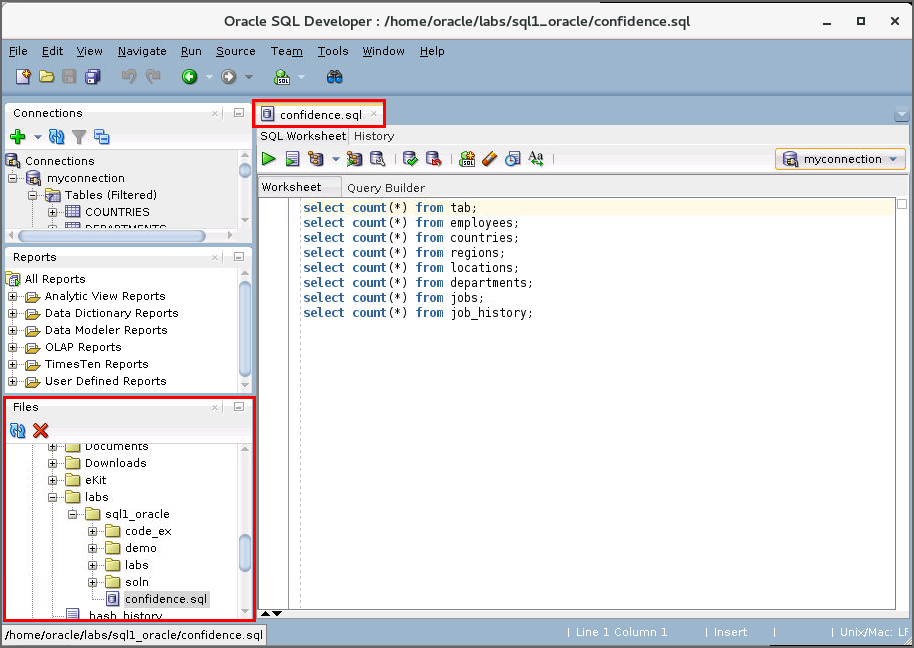 Oracle SQL Developer : /home/oracle/labs/sql1_oracle/confidence.sql
File Edit View Navigate Run Source Team Tools Window Help
Connections
Connections
myconnection
Tables (Filtered)
COUNTRIES
DEPARTMENTS
Reports
All Reports
Analytic View Reports
Data Dictionary Reports
Data Modeler Reports
OLAP Reports
TimesTen Reports
User Defined Reports
Files
Documents
Downloads
eKit
labs
sql1_oracle
code_ex
demo
labs
soln
confidence.sql
bash_history
confidence.sql
SQL Worksheet History
myconnection
Worksheet Query Builder
select count(*) from tab;
select count(*) from employees;
select count(*) from countries;
select count(*) from regions;
select count(*) from locations;
select count(*) from departments;
select count(*) from jobs;
select count(*) from job_history;
/home/oracle/labs/sql1_oracle/confidence.sql
| Line 1 Column 1 | Insert | | Unix/Mac: LF